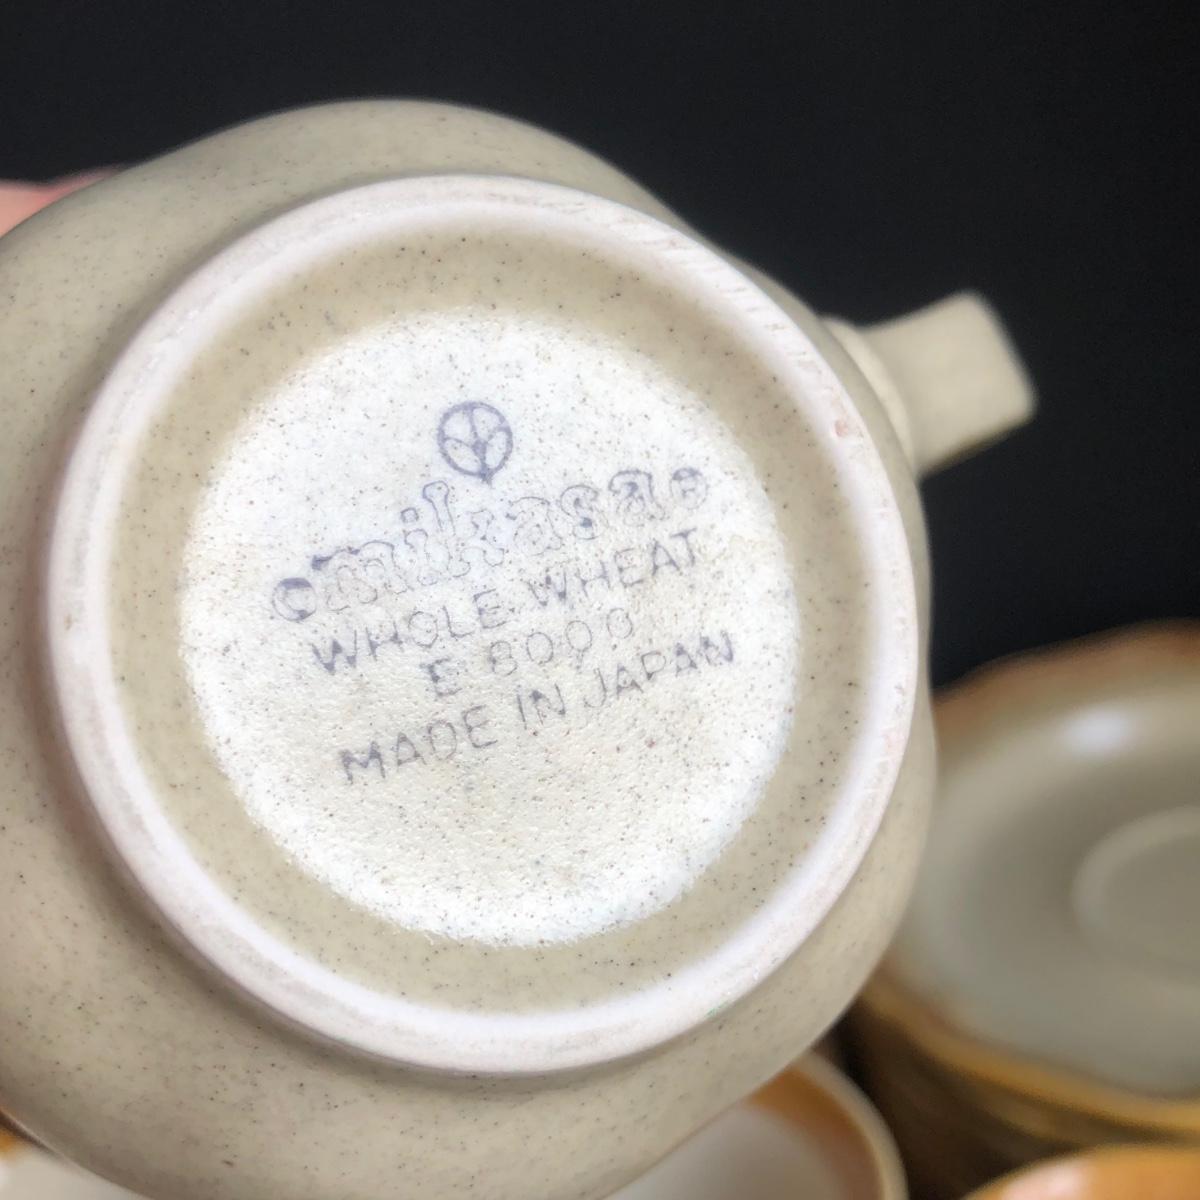 mikasa
WHOLE WHEAT
E 8000
MADE IN JAPAN